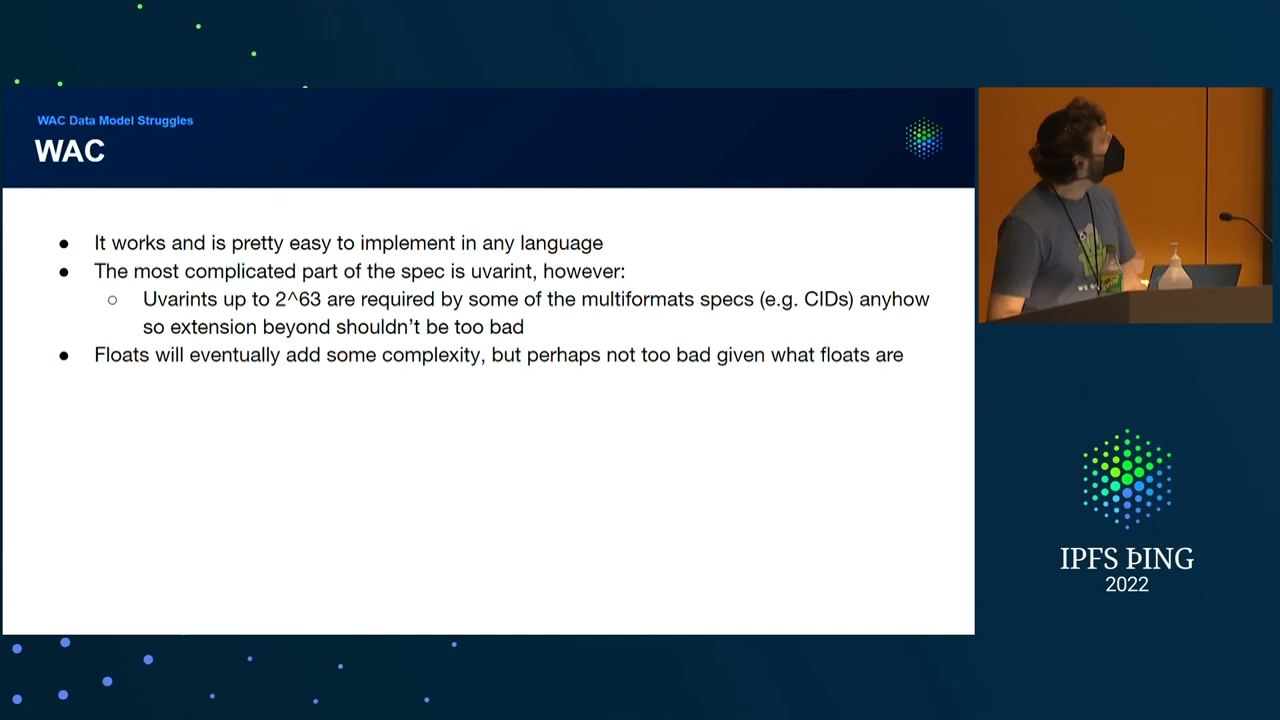 WAC Data Model Struggles
WAC
● It works and is pretty easy to implement in any language
● The most complicated part of the spec is uvarint, however:
○ Uvarints up to 2^63 are required by some of the multiformats specs (e.g. CIDs) anyhow
so extension beyond shouldn’t be too bad
● Floats will eventually add some complexity, but perhaps not too bad given what floats are
IPFS ÞING
2022